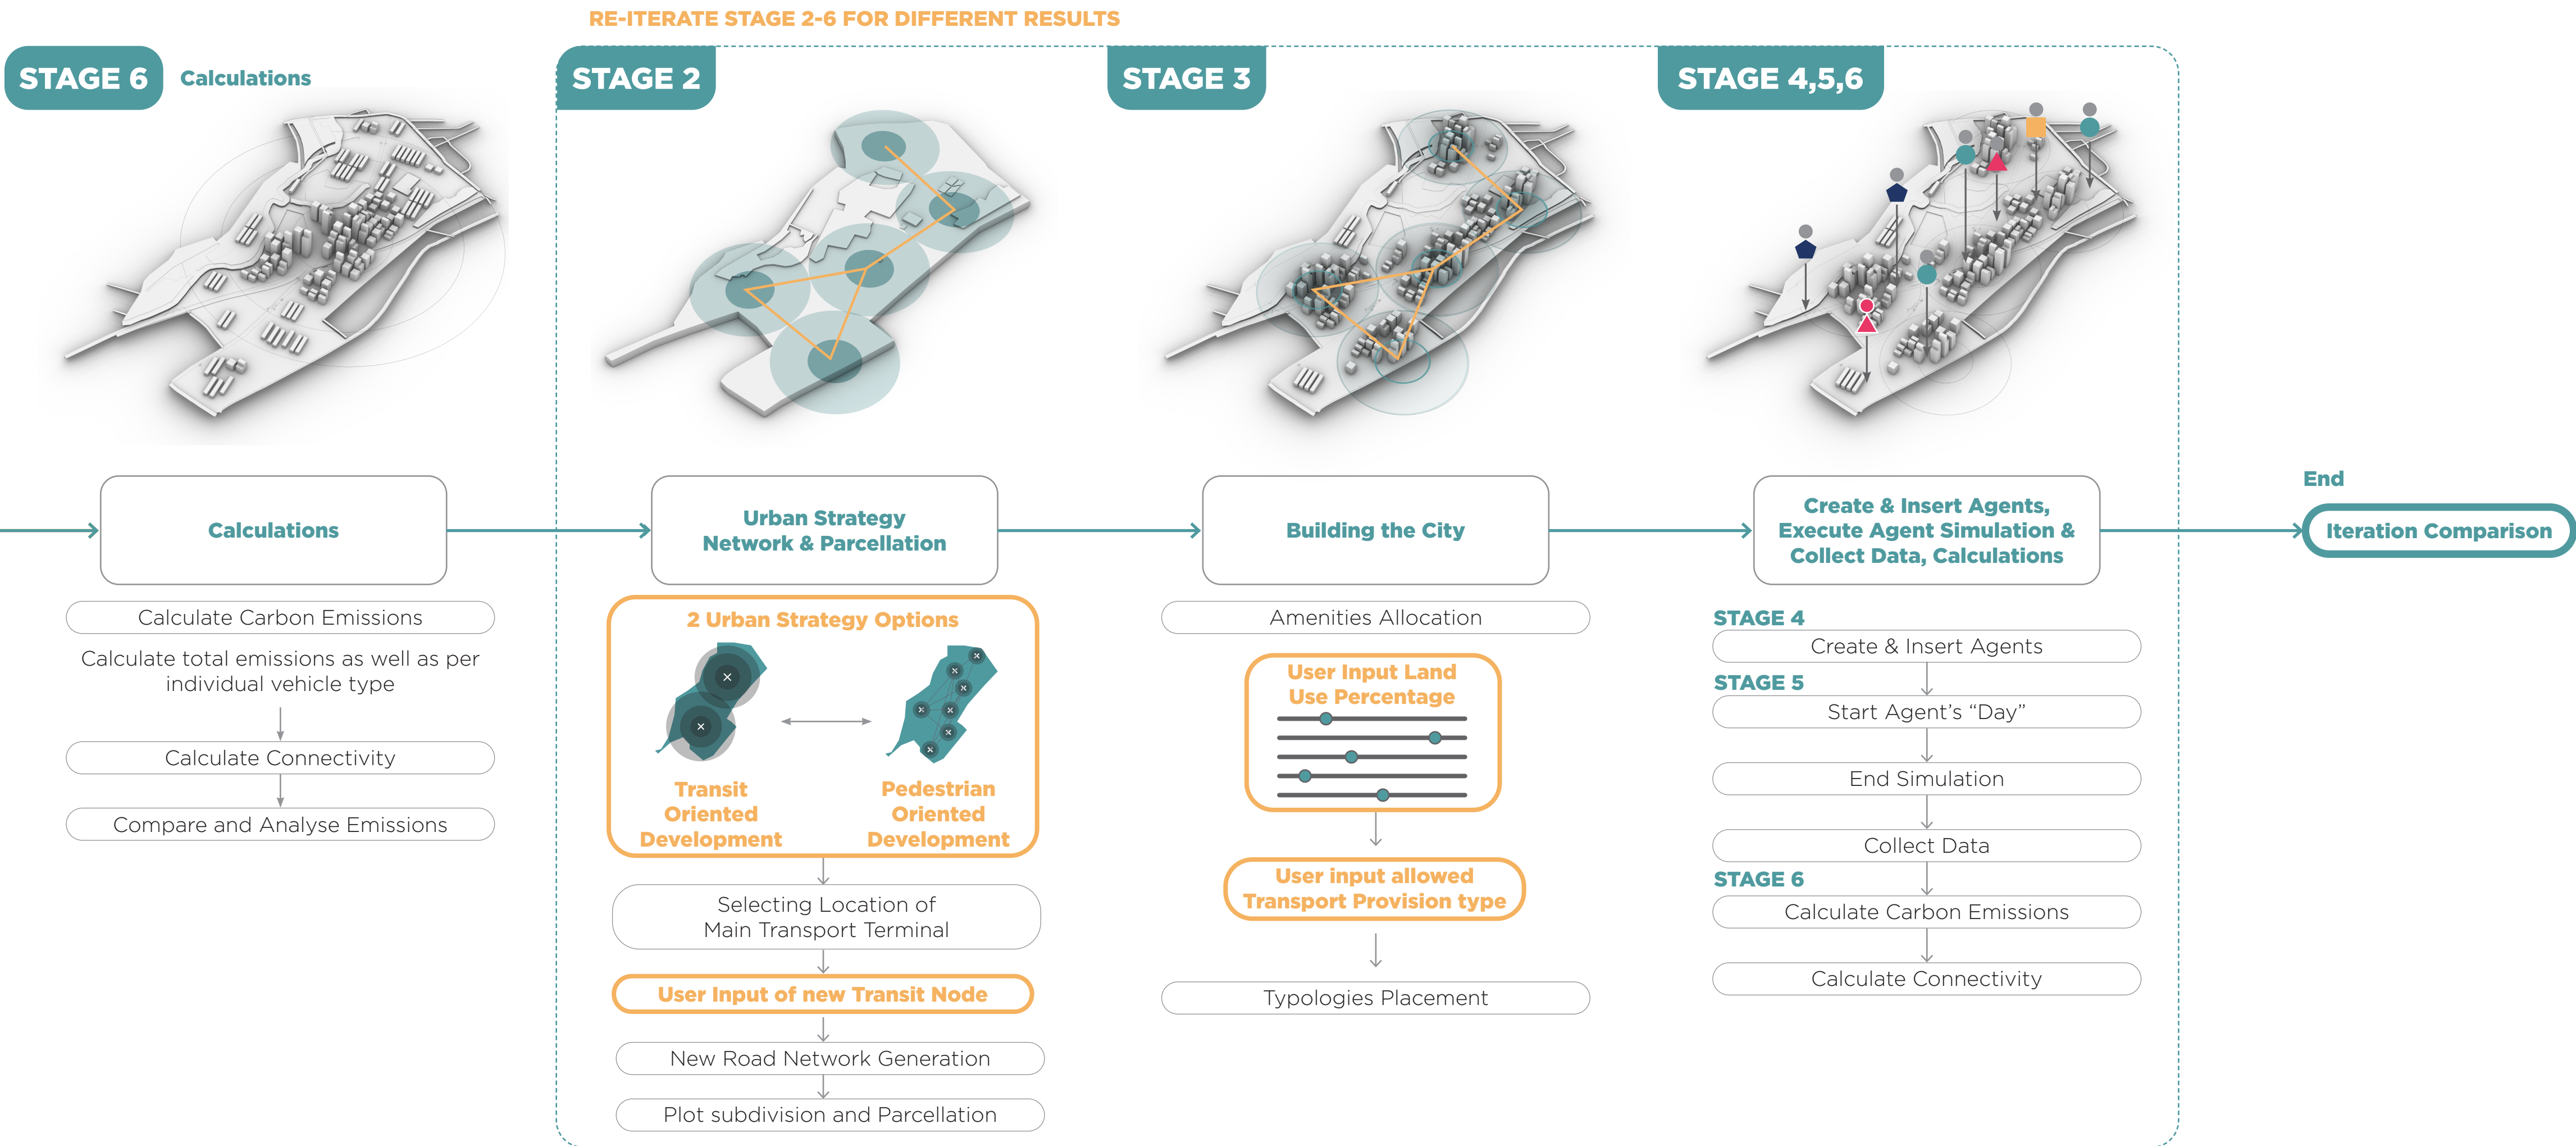 RE-ITERATE STAGE 2-6 FOR DIFFERENT RESULTS
STAGE 6
Calculations
STAGE 2
STAGE 3
STAGE 4,5,6
Calculations
Calculate Carbon Emissions
Calculate total emissions as well as per
individual vehicle type
Calculate Connectivity
Compare and Analyse Emissions
Urban Strategy
Network & Parcellation
2 Urban Strategy Options
Transit
Oriented
Development
Pedestrian
Oriented
Development
Selecting Location of
Main Transport Terminal
User Input of new Transit Node
New Road Network Generation
Plot subdivision and Parcellation
Building the City
Amenities Allocation
User Input Land
Use Percentage
User input allowed
Transport Provision type
Typologies Placement
Create & Insert Agents,
Execute Agent Simulation &
Collect Data, Calculations
STAGE 4
Create & Insert Agents
STAGE 5
Start Agent’s “Day”
End Simulation
Collect Data
STAGE 6
Calculate Carbon Emissions
Calculate Connectivity
End
Iteration Comparison